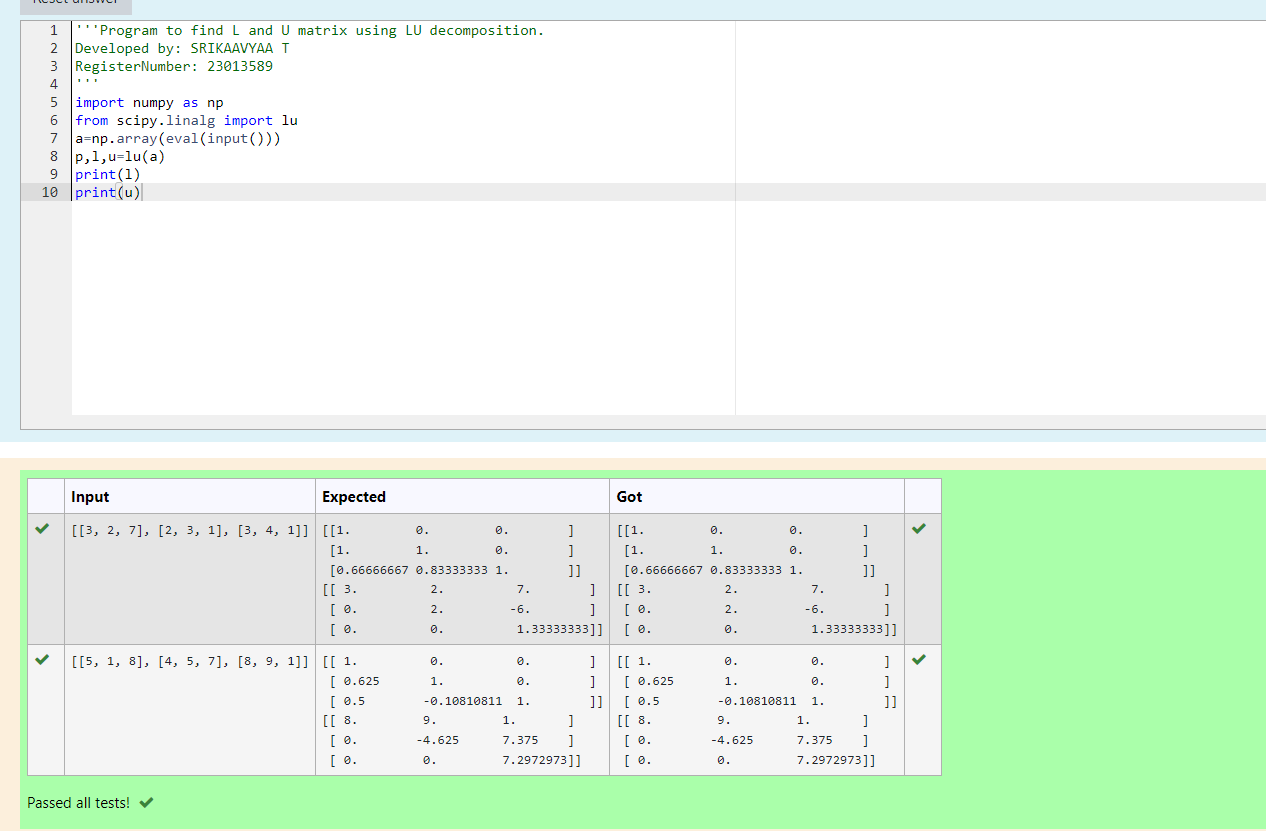 Reset answer
1 '''Program to find L and U matrix using LU decomposition.
2 Developed by: SRIKAAVYAA T
3 RegisterNumber: 23013589
4 '''
5 import numpy as np
6 from scipy.linalg import lu
7 a=np.array(eval(input()))
8 p,l,u=lu(a)
9 print(l)
10 print(u)
Input Expected Got
[[3, 2, 7], [2, 3, 1], [3, 4, 1]] [[1. 0. 0. ] [[1. 0. 0. ]
[1. 1. 0. ] [1. 1. 0. ]
[0.66666667 0.83333333 1. ]] [0.66666667 0.83333333 1. ]]
[[ 3. 2. 7. ] [[ 3. 2. 7. ]
[ 0. 2. -6. ] [ 0. 2. -6. ]
[ 0. 0. 1.33333333]] [ 0. 0. 1.33333333]]
[[5, 1, 8], [4, 5, 7], [8, 9, 1]] [[ 1. 0. 0. ] [[ 1. 0. 0. ]
[ 0.625 1. 0. ] [ 0.625 1. 0. ]
[ 0.5 -0.10810811 1. ]] [ 0.5 -0.10810811 1. ]]
[[ 8. 9. 1. ] [[ 8. 9. 1. ]
[ 0. -4.625 7.375 ] [ 0. -4.625 7.375 ]
[ 0. 0. 7.2972973]] [ 0. 0. 7.2972973]]
Passed all tests!